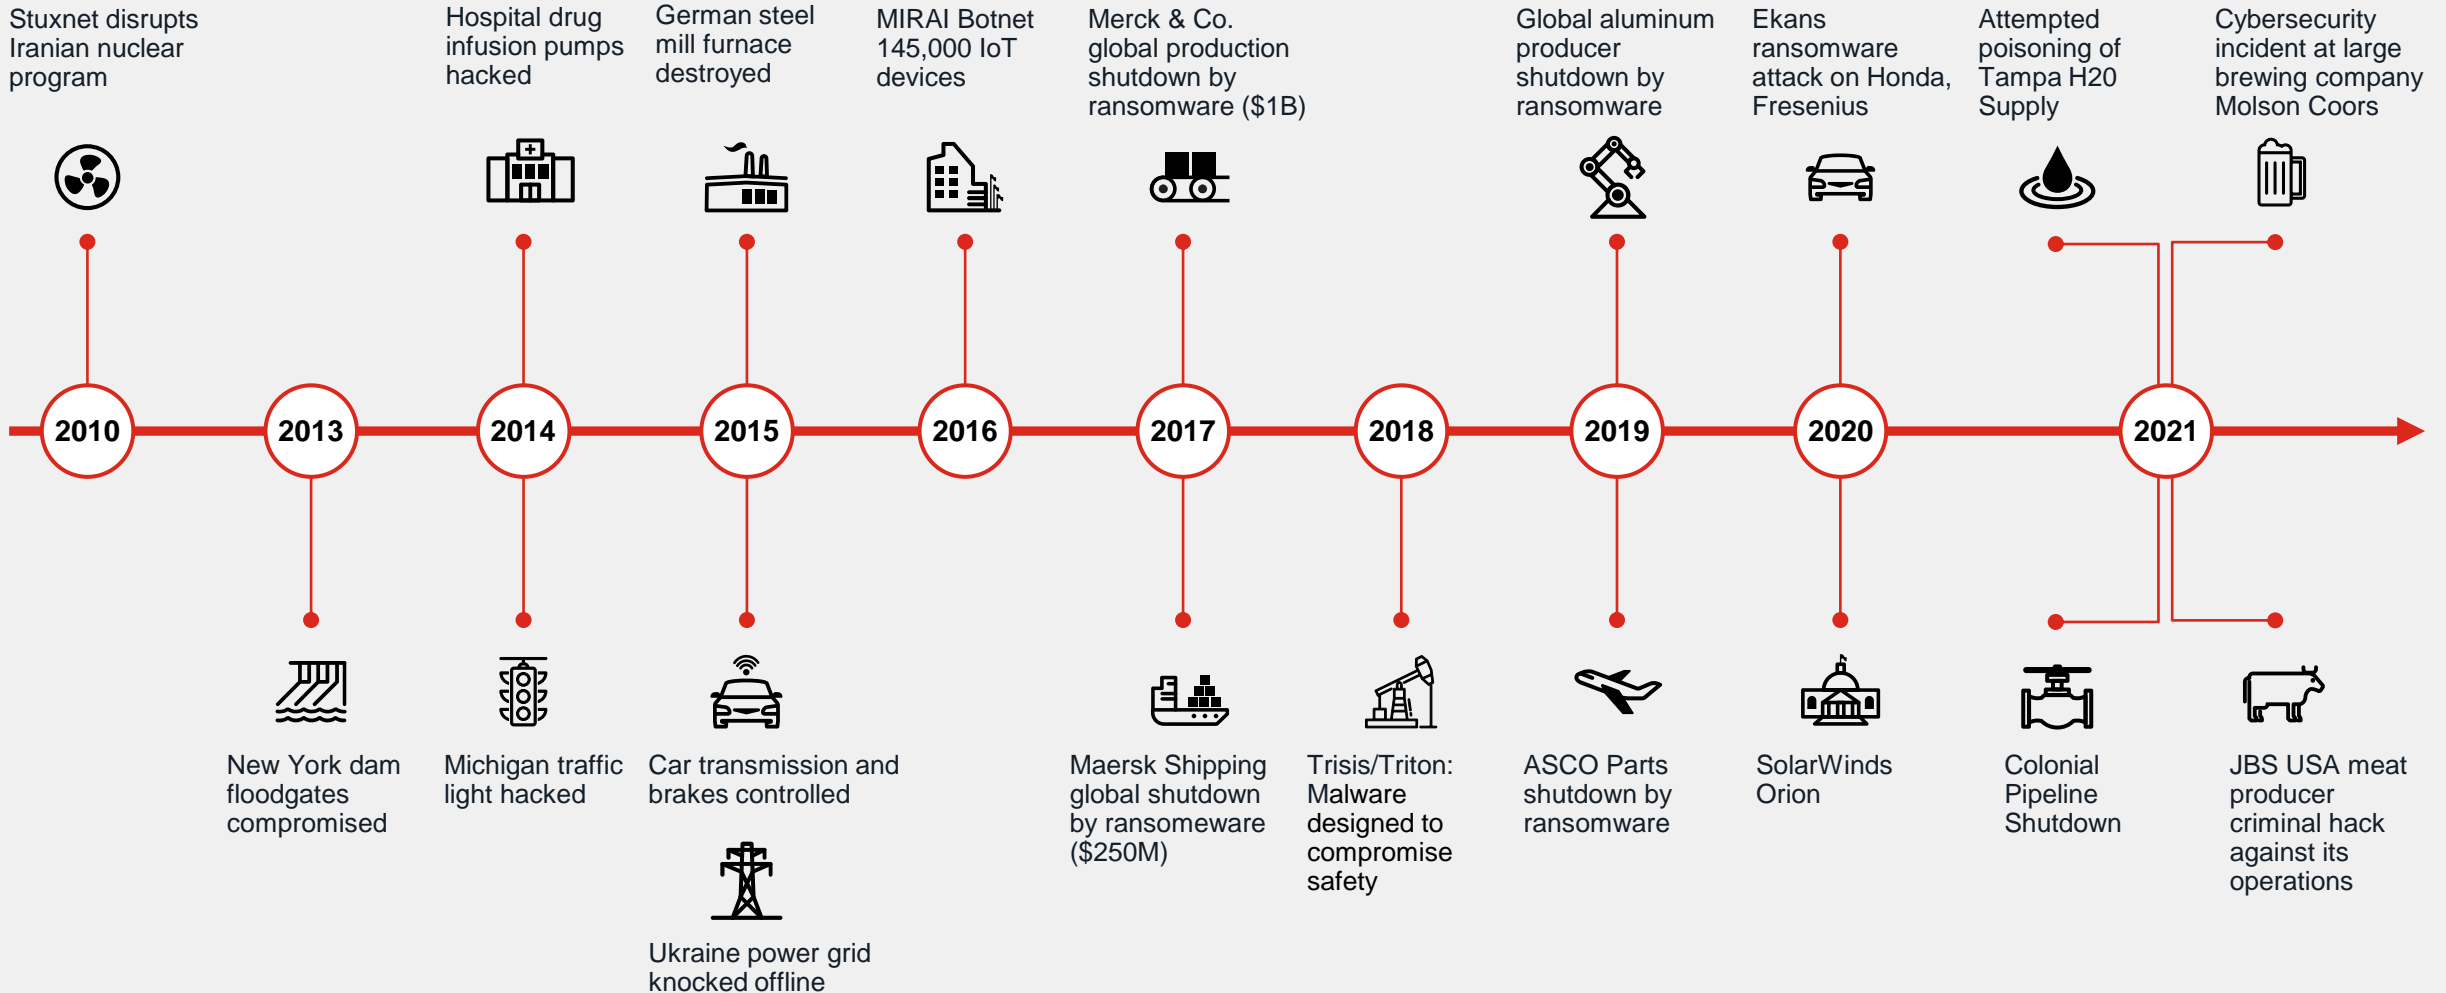 Stuxnet disrupts
Iranian nuclear
program
Hospital drug
infusion pumps
hacked
German steel
mill furnace
destroyed
MIRAI Botnet
145,000 IoT
devices
Merck & Co.
global production
shutdown by
ransomware ($1B)
Global aluminum
producer
shutdown by
ransomware
Ekans
ransomware
attack on Honda,
Fresenius
Attempted
poisoning of
Tampa H20
Supply
Cybersecurity
incident at large
brewing company
Molson Coors
2010
2013
2014
2015
2016
2017
2018
2019
2020
2021
New York dam
floodgates
compromised
Michigan traffic
light hacked
Car transmission and
brakes controlled
Ukraine power grid
knocked offline
Maersk Shipping
global shutdown
by ransomeware
($250M)
Trisis/Triton:
Malware
designed to
compromise
safety
ASCO Parts
shutdown by
ransomware
SolarWinds
Orion
Colonial
Pipeline
Shutdown
JBS USA meat
producer
criminal hack
against its
operations